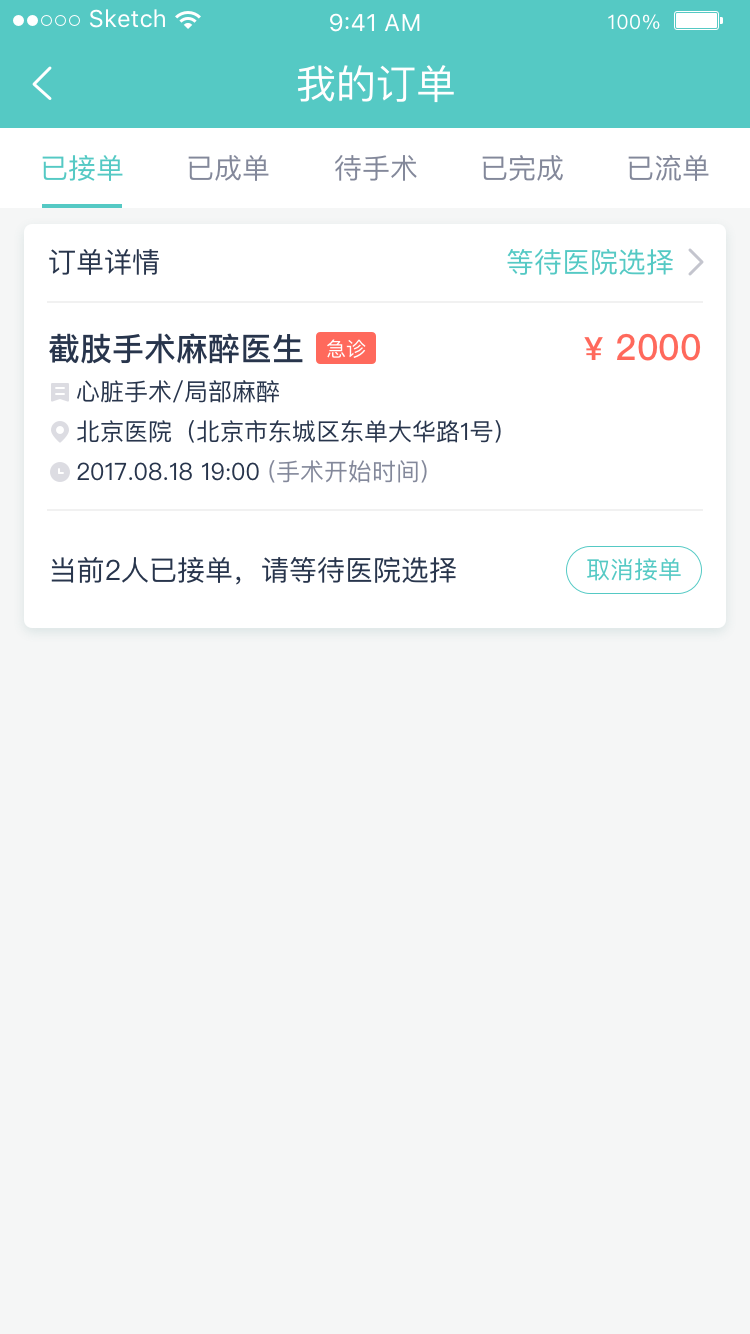 Sketch 9:41 AM 100%
我的订单
已接单 已成单 待手术 已完成 已流单
订单详情 等待医院选择
截肢手术麻醉医生 急诊 ¥ 2000
心脏手术/局部麻醉
北京医院（北京市东城区东单大华路1号）
2017.08.18 19:00 (手术开始时间)
当前2人已接单，请等待医院选择 取消接单